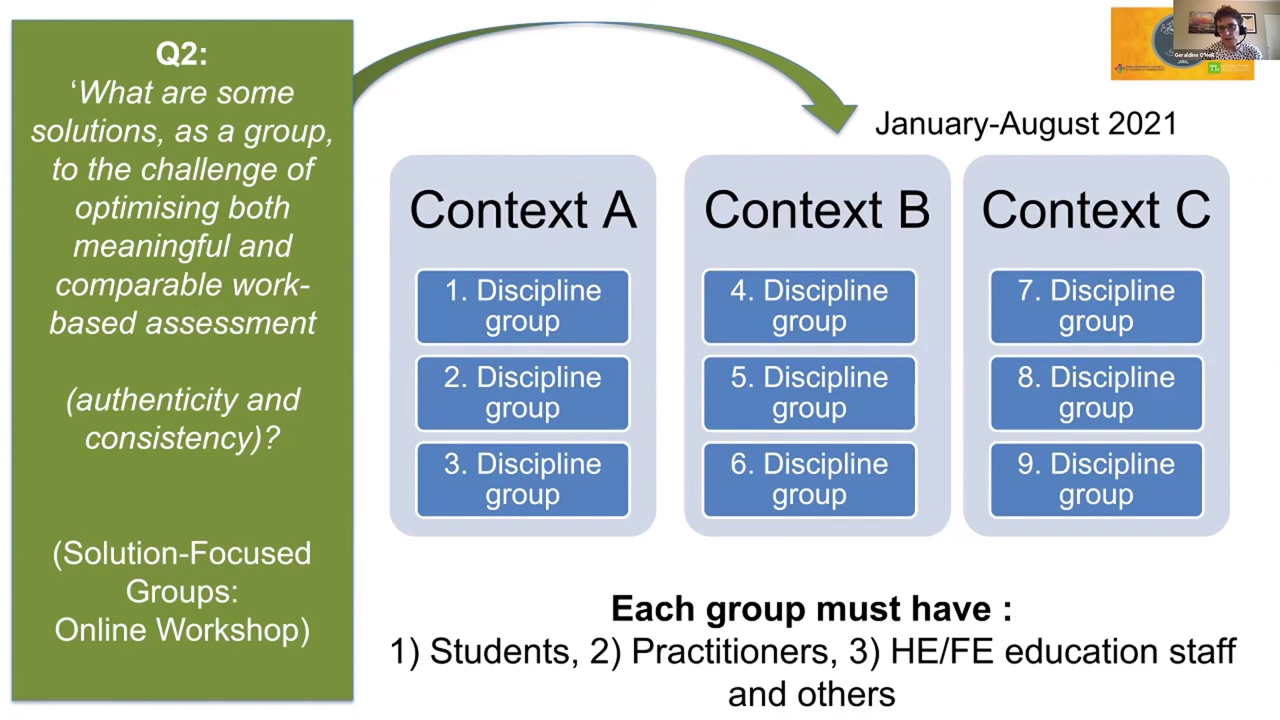 Q2:
‘What are some
solutions, as a group,
to the challenge of
optimising both
meaningful and
comparable work-
based assessment
(authenticity and
consistency)?
(Solution-Focused
Groups:
Online Workshop)
January-August 2021
Context A
1. Discipline
group
2. Discipline
group
3. Discipline
group
Context B
4. Discipline
group
5. Discipline
group
6. Discipline
group
Context C
7. Discipline
group
8. Discipline
group
9. Discipline
group
Each group must have :
1) Students, 2) Practitioners, 3) HE/FE education staff
and others
Geraldine O'Neill